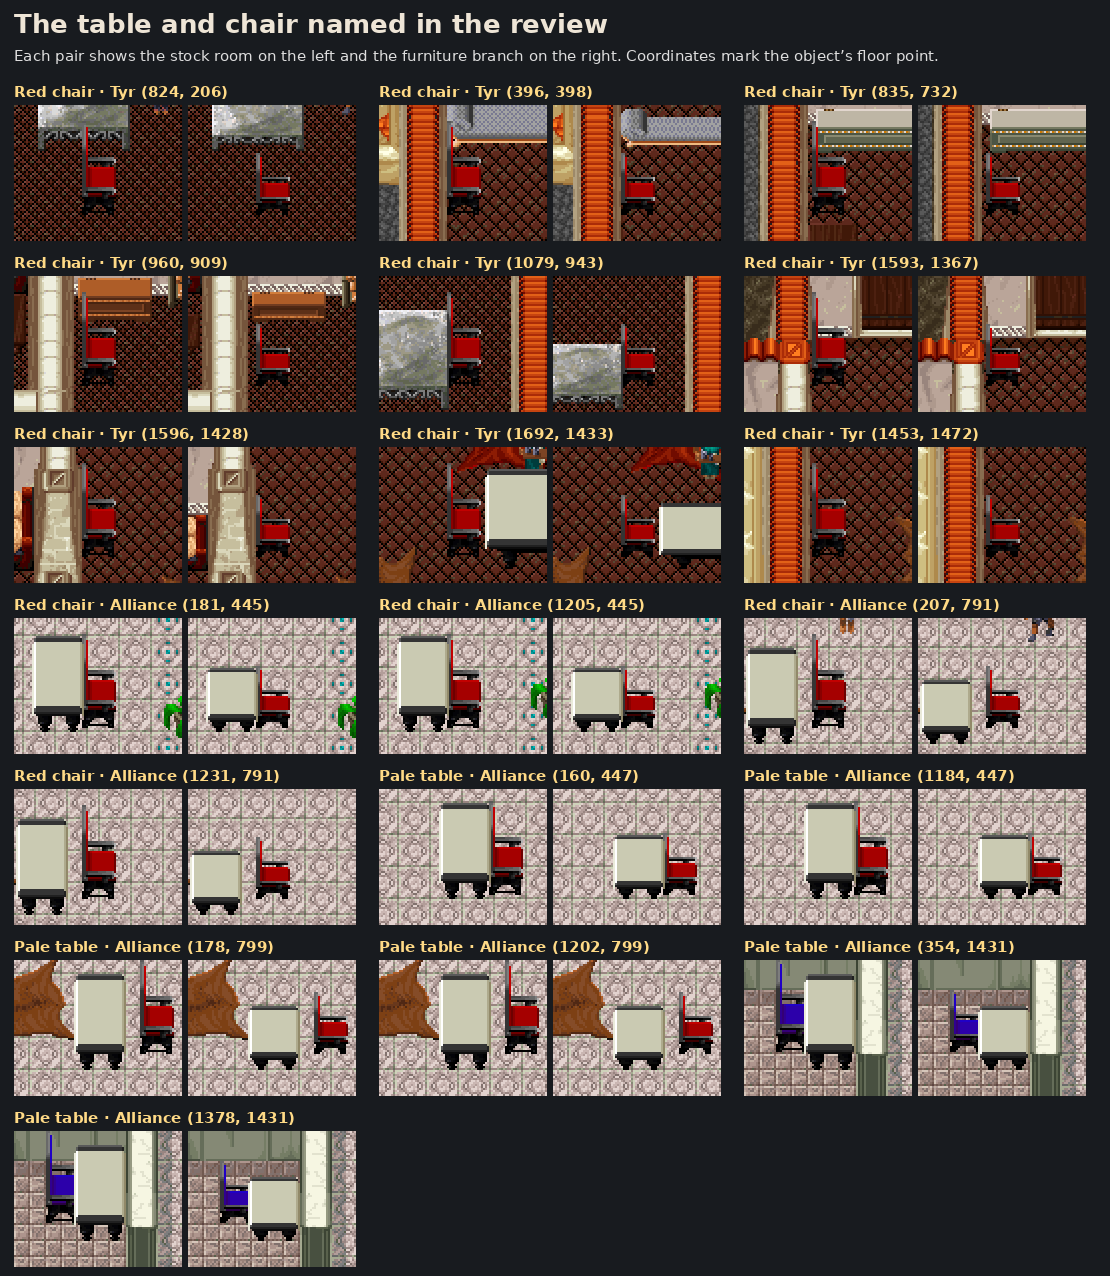 The table and chair named in the review
Each pair shows the stock room on the left and the furniture branch on the right. Coordinates mark the object’s floor point.
Red chair · Tyr (824, 206)
Red chair · Tyr (396, 398)
Red chair · Tyr (835, 732)
Red chair · Tyr (960, 909)
Red chair · Tyr (1079, 943)
Red chair · Tyr (1593, 1367)
Red chair · Tyr (1596, 1428)
Red chair · Tyr (1692, 1433)
Red chair · Tyr (1453, 1472)
Red chair · Alliance (181, 445)
Red chair · Alliance (1205, 445)
Red chair · Alliance (207, 791)
Red chair · Alliance (1231, 791)
Pale table · Alliance (160, 447)
Pale table · Alliance (1184, 447)
Pale table · Alliance (178, 799)
Pale table · Alliance (1202, 799)
Pale table · Alliance (354, 1431)
Pale table · Alliance (1378, 1431)